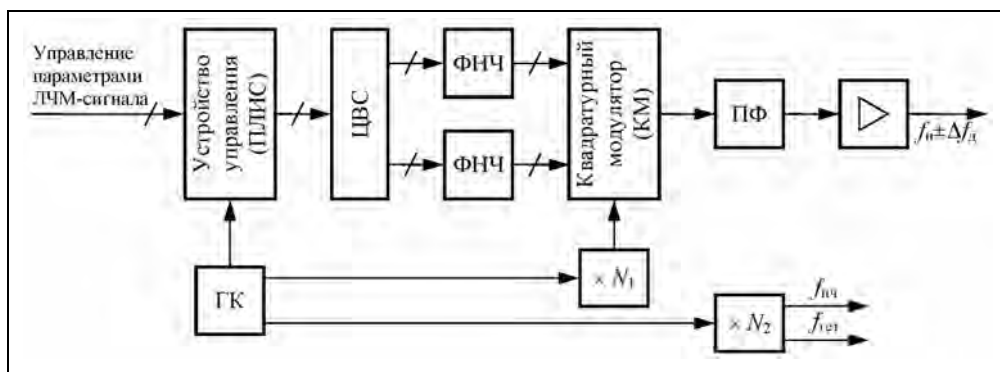 Управление
параметрами
ЛЧМ-сигнала
Устройство
управления
(ПЛИС)
ЦВС
ФНЧ
ФНЧ
Квадратурный
модулятор
(КМ)
ПФ
fн±Δfд
ГК
× N1
× N2
fпч
fгет